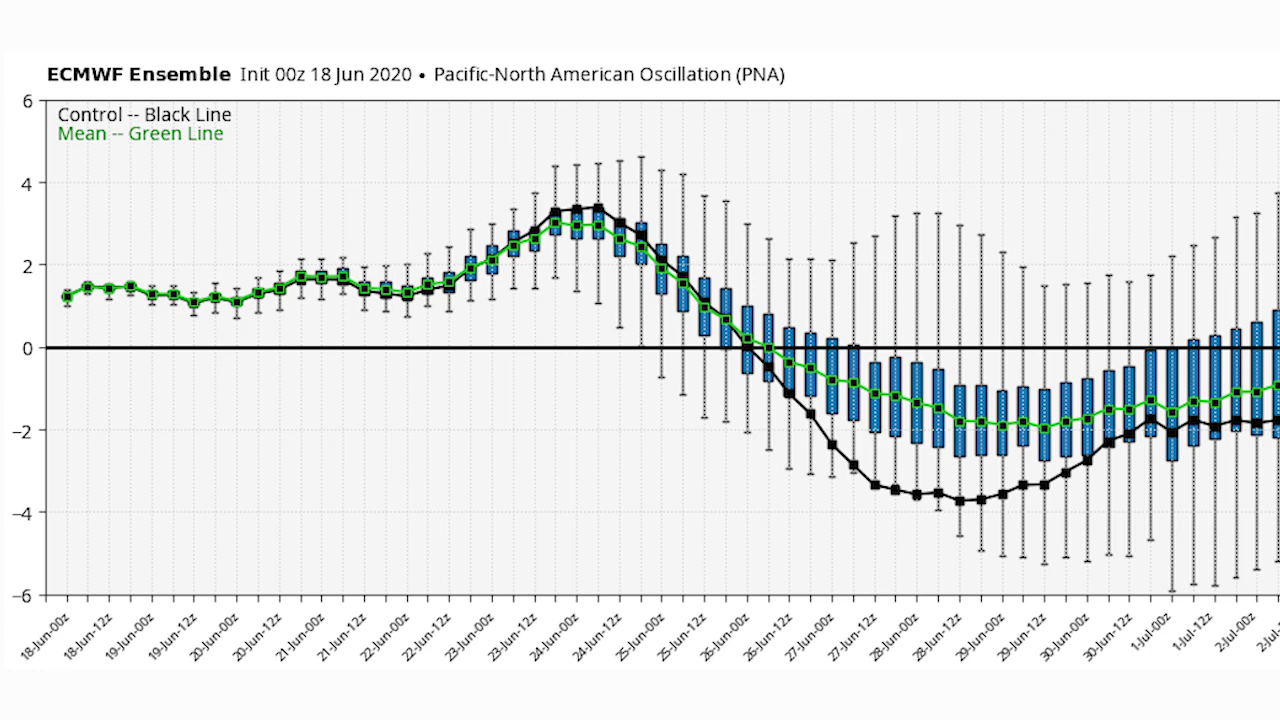 ECMWF Ensemble Init 00z 18 Jun 2020 • Pacific-North American Oscillation (PNA)
Control -- Black Line
Mean -- Green Line
6
4
2
0
−2
−4
−6
18-Jun-00z
18-Jun-12z
19-Jun-00z
19-Jun-12z
20-Jun-00z
20-Jun-12z
21-Jun-00z
21-Jun-12z
22-Jun-00z
22-Jun-12z
23-Jun-00z
23-Jun-12z
24-Jun-00z
24-Jun-12z
25-Jun-00z
25-Jun-12z
26-Jun-00z
26-Jun-12z
27-Jun-00z
27-Jun-12z
28-Jun-00z
28-Jun-12z
29-Jun-00z
29-Jun-12z
30-Jun-00z
30-Jun-12z
1-Jul-00z
1-Jul-12z
2-Jul-00z